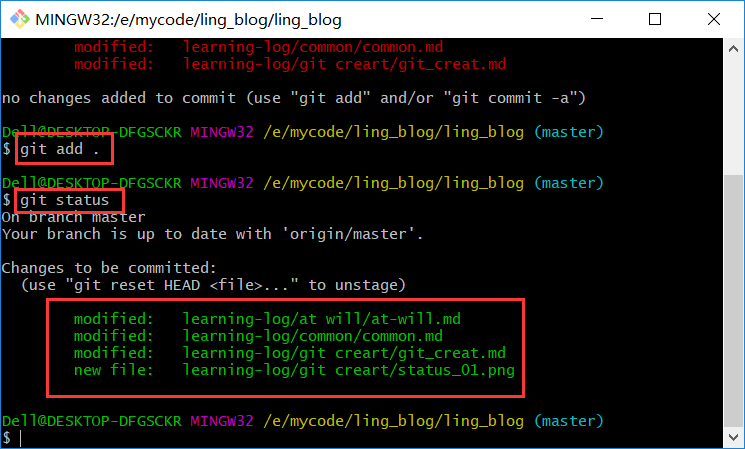 MINGW32:/e/mycode/ling_blog/ling_blog
modified: learning-log/common/common.md
modified: learning-log/git creart/git_creat.md
no changes added to commit (use "git add" and/or "git commit -a")
Dell@DESKTOP-DFGSCKR MINGW32 /e/mycode/ling_blog/ling_blog (master)
$ git add .
Dell@DESKTOP-DFGSCKR MINGW32 /e/mycode/ling_blog/ling_blog (master)
$ git status
On branch master
Your branch is up to date with 'origin/master'.
Changes to be committed:
(use "git reset HEAD <file>..." to unstage)
modified: learning-log/at will/at-will.md
modified: learning-log/common/common.md
modified: learning-log/git creart/git_creat.md
new file: learning-log/git creart/status_01.png
Dell@DESKTOP-DFGSCKR MINGW32 /e/mycode/ling_blog/ling_blog (master)
$